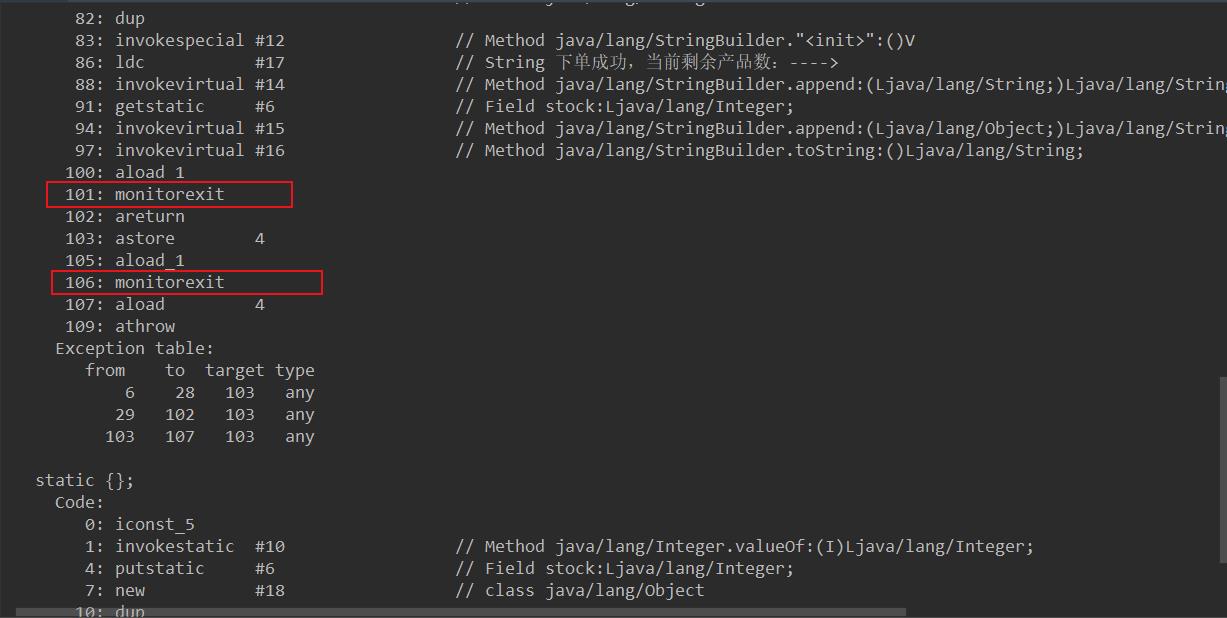 82: dup
83: invokespecial #12 // Method java/lang/StringBuilder."<init>":()V
86: ldc #17 // String 下单成功，当前剩余产品数：---->
88: invokevirtual #14 // Method java/lang/StringBuilder.append:(Ljava/lang/String;)Ljava/lang/Strin
91: getstatic #6 // Field stock:Ljava/lang/Integer;
94: invokevirtual #15 // Method java/lang/StringBuilder.append:(Ljava/lang/Object;)Ljava/lang/Strin
97: invokevirtual #16 // Method java/lang/StringBuilder.toString:()Ljava/lang/String;
100: aload_1
101: monitorexit
102: areturn
103: astore 4
105: aload_1
106: monitorexit
107: aload 4
109: athrow
Exception table:
from to target type
6 28 103 any
29 102 103 any
103 107 103 any
static {};
Code:
0: iconst_5
1: invokestatic #10 // Method java/lang/Integer.valueOf:(I)Ljava/lang/Integer;
4: putstatic #6 // Field stock:Ljava/lang/Integer;
7: new #18 // class java/lang/Object
10: dup